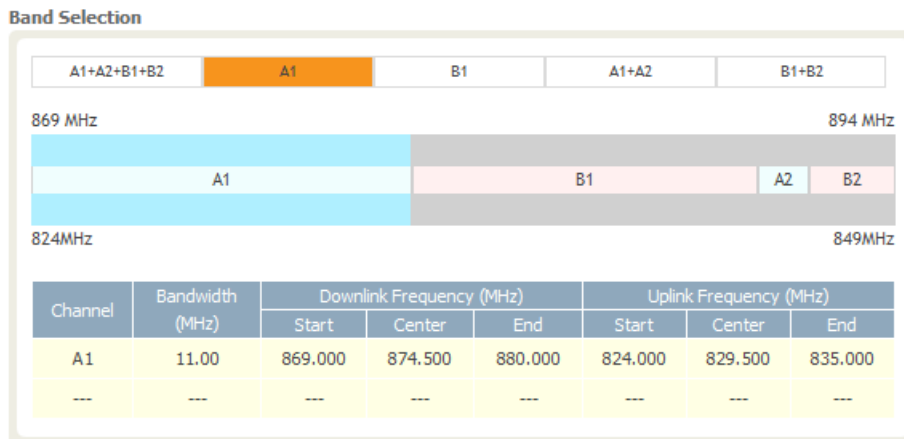 Band Selection
A1+A2+B1+B2 A1 B1 A1+A2 B1+B2
869 MHz 894 MHz
A1 B1 A2 B2
824MHz 849MHz
Channel Bandwidth (MHz) Downlink Frequency (MHz) Uplink Frequency (MHz)
Start Center End Start Center End
A1 11.00 869.000 874.500 880.000 824.000 829.500 835.000
--- --- --- --- --- --- --- ---